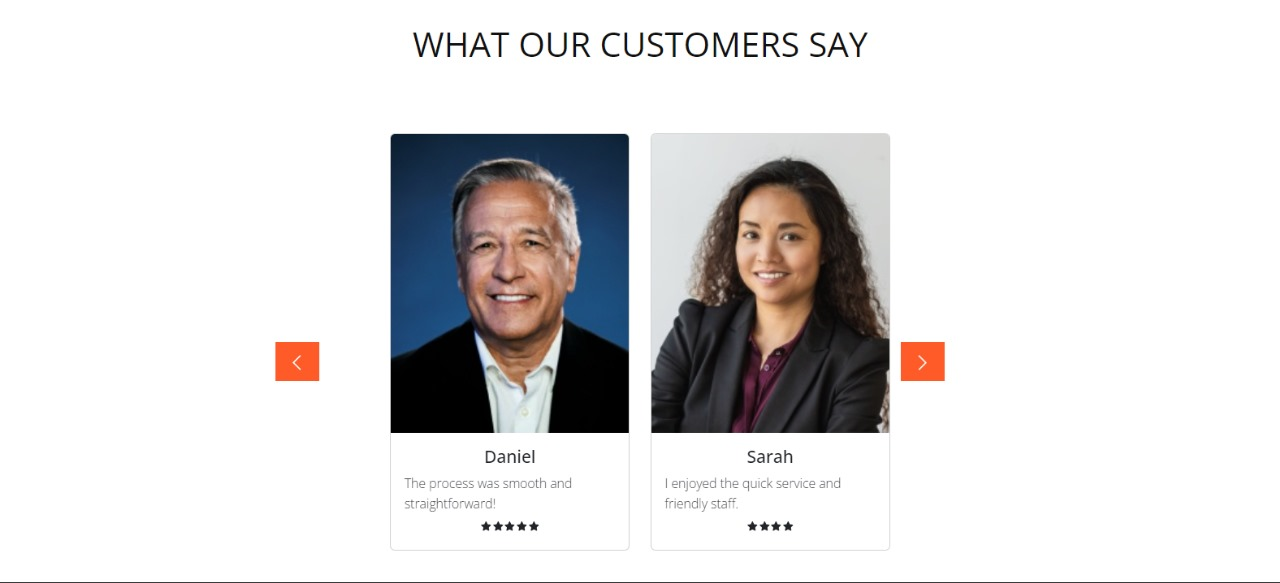 WHAT OUR CUSTOMERS SAY
Daniel
The process was smooth and
straightforward!
★★★★★
Sarah
I enjoyed the quick service and
friendly staff.
★★★★